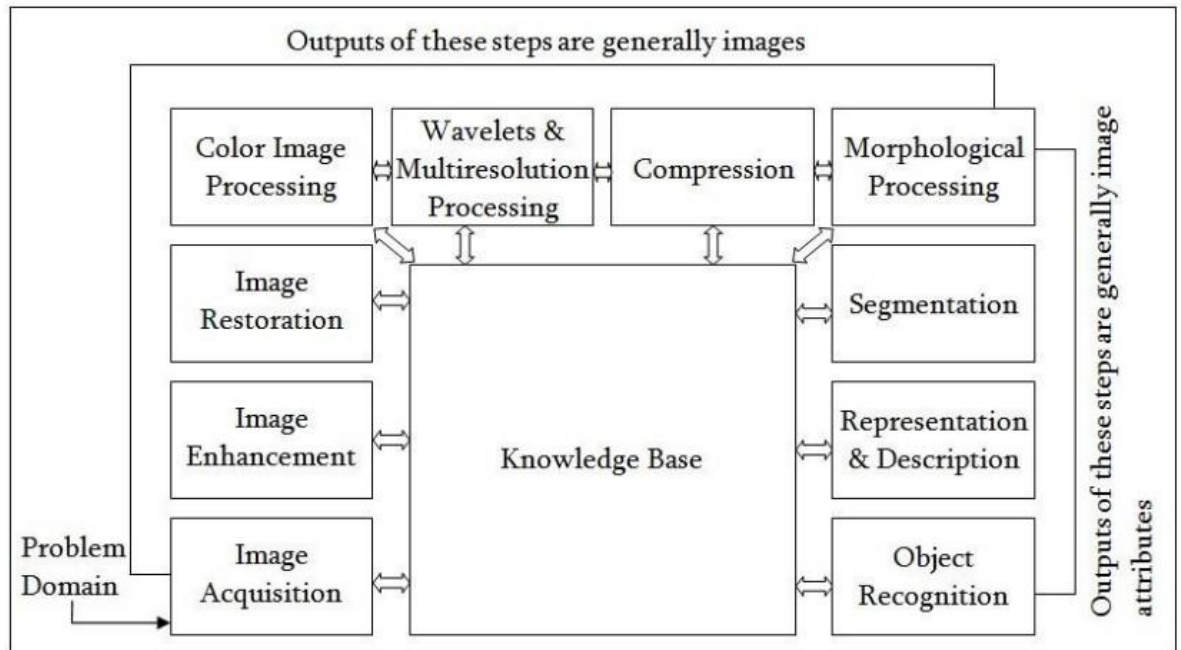 Outputs of these steps are generally images
Color Image
Processing
Wavelets &
Multiresolution
Processing
Compression
Morphological
Processing
Image
Restoration
Segmentation
Image
Enhancement
Knowledge Base
Representation
& Description
Problem
Domain
Image
Acquisition
Object
Recognition
Outputs of these steps are generally image
attributes